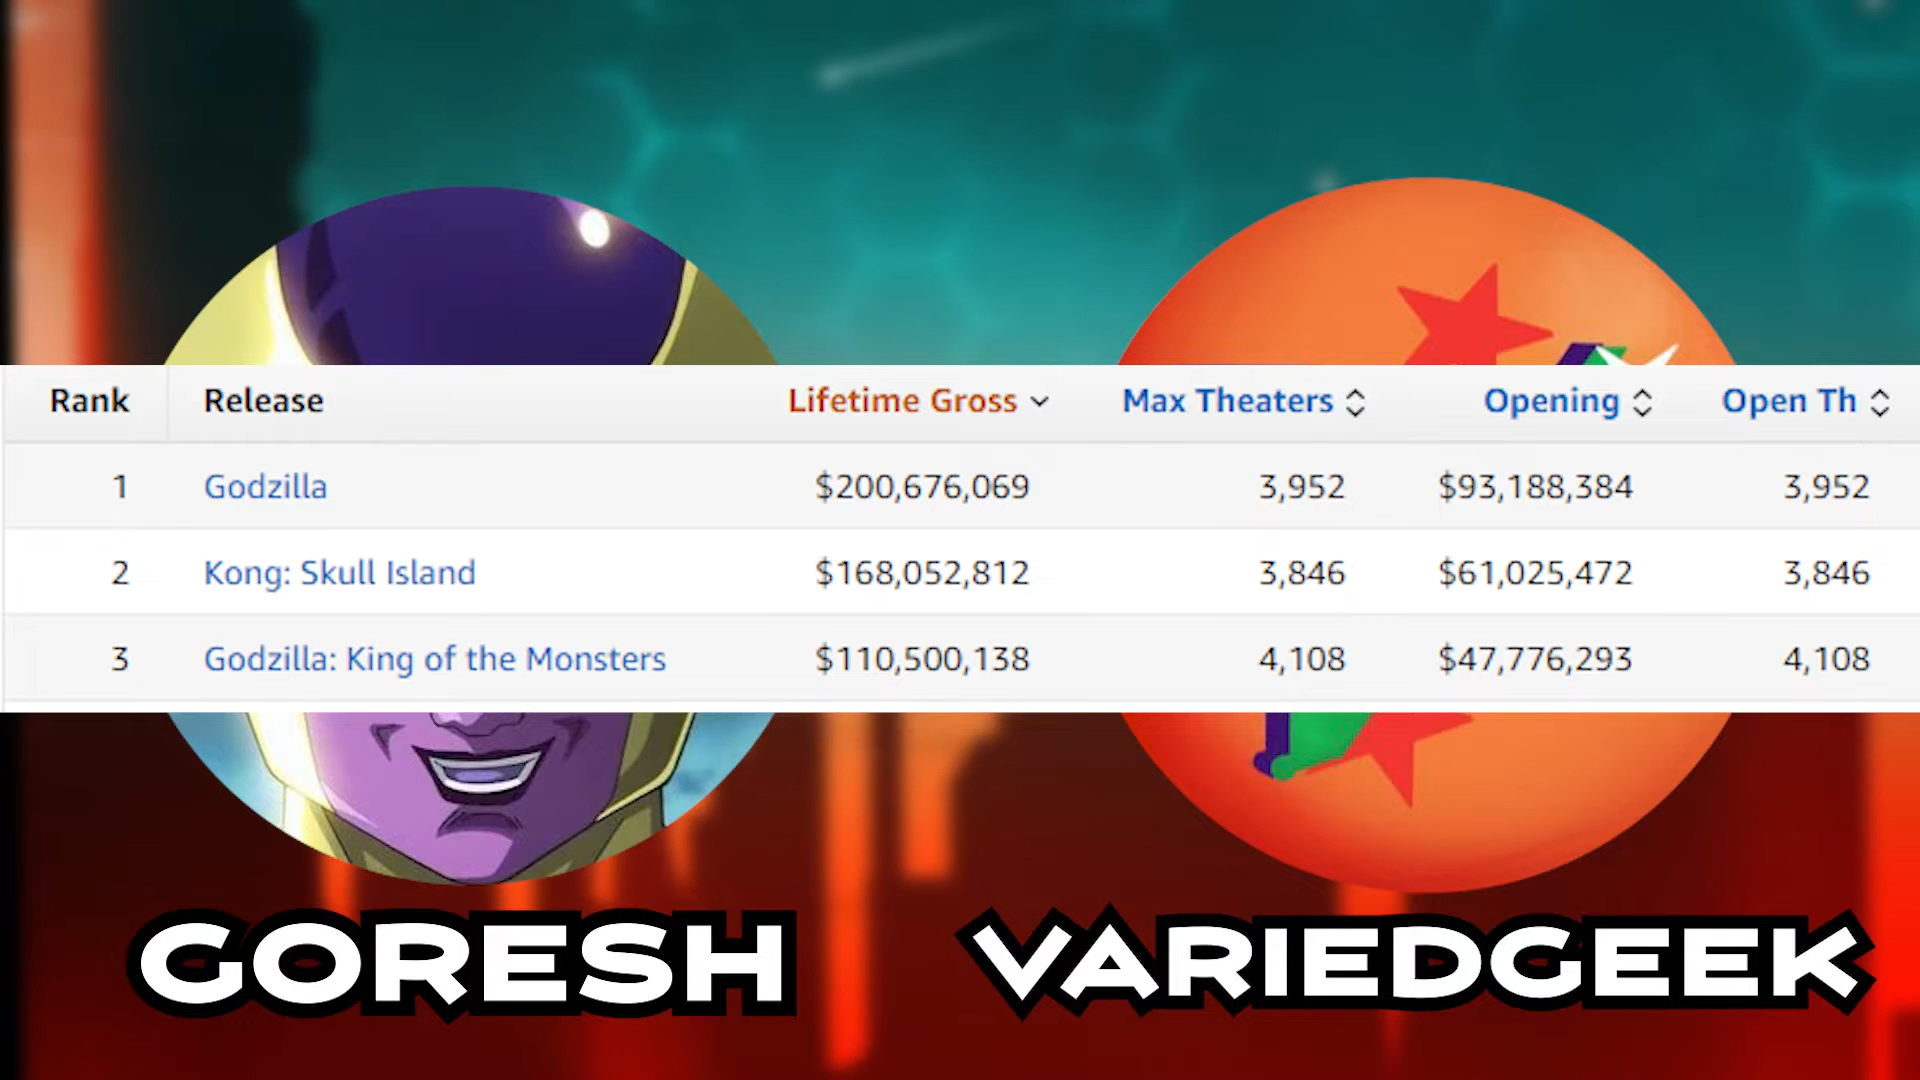 Rank Release Lifetime Gross Max Theaters Opening Open Th
1 Godzilla $200,676,069 3,952 $93,188,384 3,952
2 Kong: Skull Island $168,052,812 3,846 $61,025,472 3,846
3 Godzilla: King of the Monsters $110,500,138 4,108 $47,776,293 4,108
GORESH VARIEDGEEK